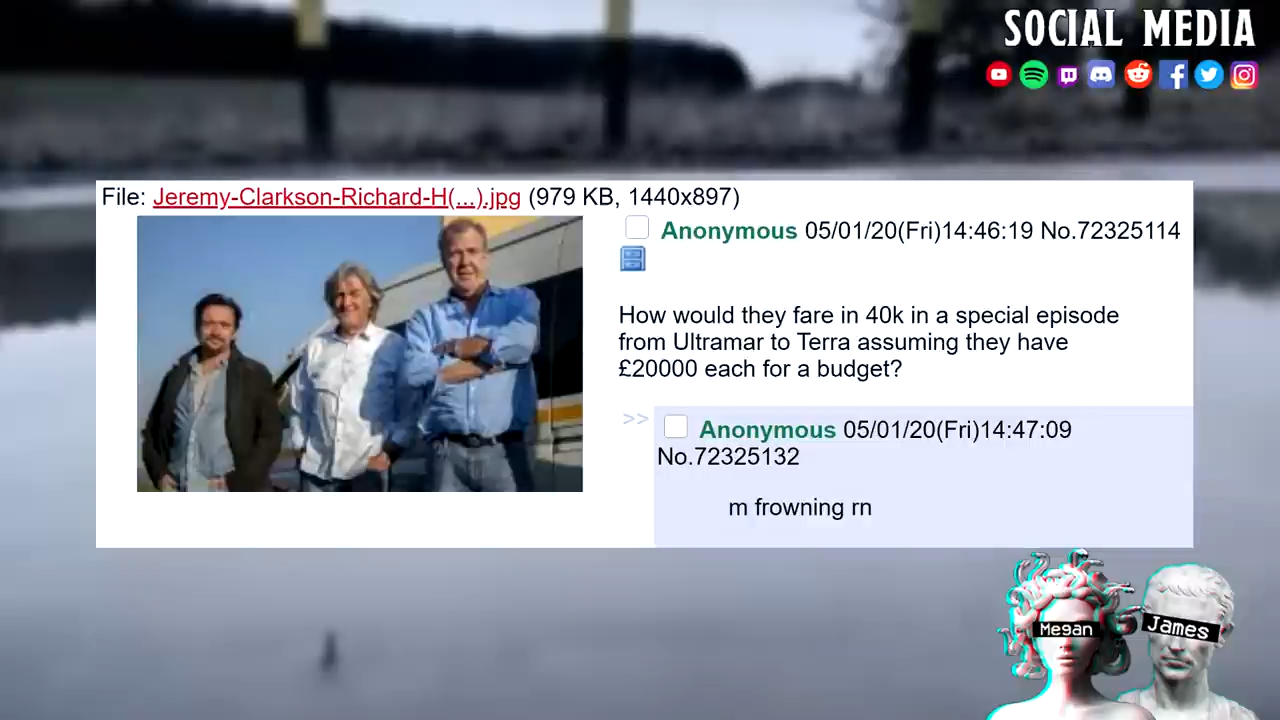 SOCIAL MEDIA
File: Jeremy-Clarkson-Richard-H(...).jpg (979 KB, 1440x897)
Anonymous 05/01/20(Fri)14:46:19 No.72325114
How would they fare in 40k in a special episode
from Ultramar to Terra assuming they have
£20000 each for a budget?
>> Anonymous 05/01/20(Fri)14:47:09
No.72325132
m frowning rn
Megan
James